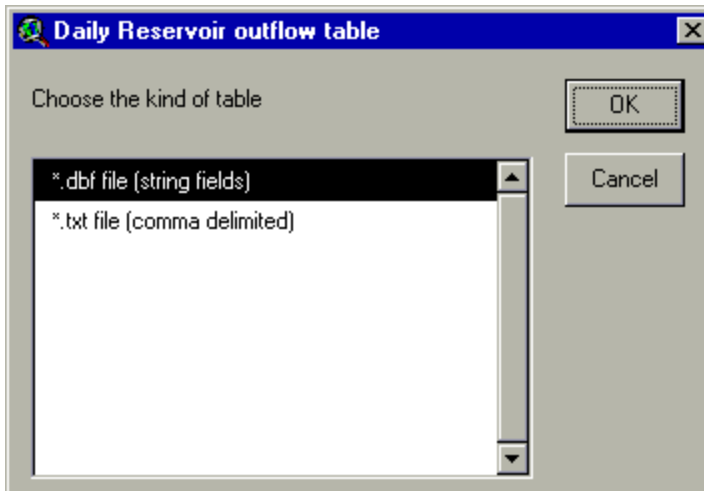 Daily Reservoir outflow table
Choose the kind of table
OK
*.dbf file (string fields)
Cancel
*.txt file (comma delimited)